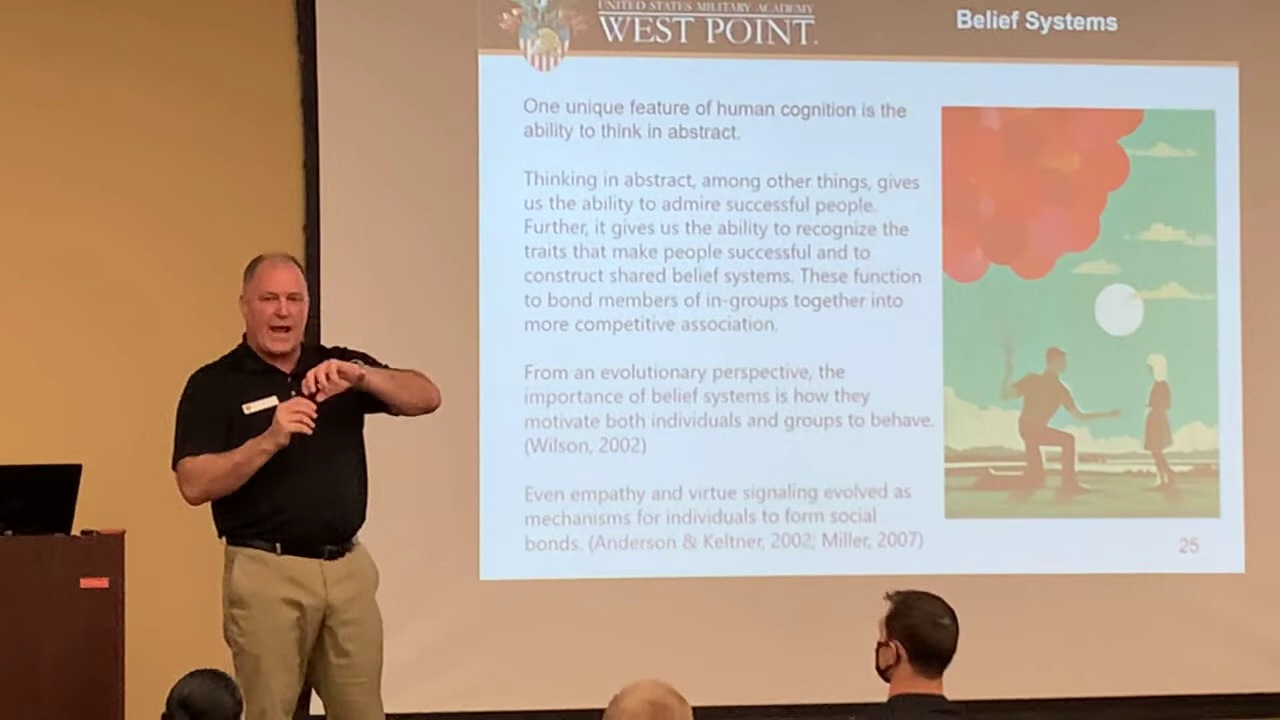 UNITED STATES MILITARY ACADEMY
WEST POINT.
Belief Systems
One unique feature of human cognition is the
ability to think in abstract.
Thinking in abstract, among other things, gives
us the ability to admire successful people.
Further, it gives us the ability to recognize the
traits that make people successful and to
construct shared belief systems. These function
to bond members of in-groups together into
more competitive association.
From an evolutionary perspective, the
importance of belief systems is how they
motivate both individuals and groups to behave.
(Wilson, 2002)
Even empathy and virtue signaling evolved as
mechanisms for individuals to form social
bonds. (Anderson & Keltner, 2002; Miller, 2007)
25